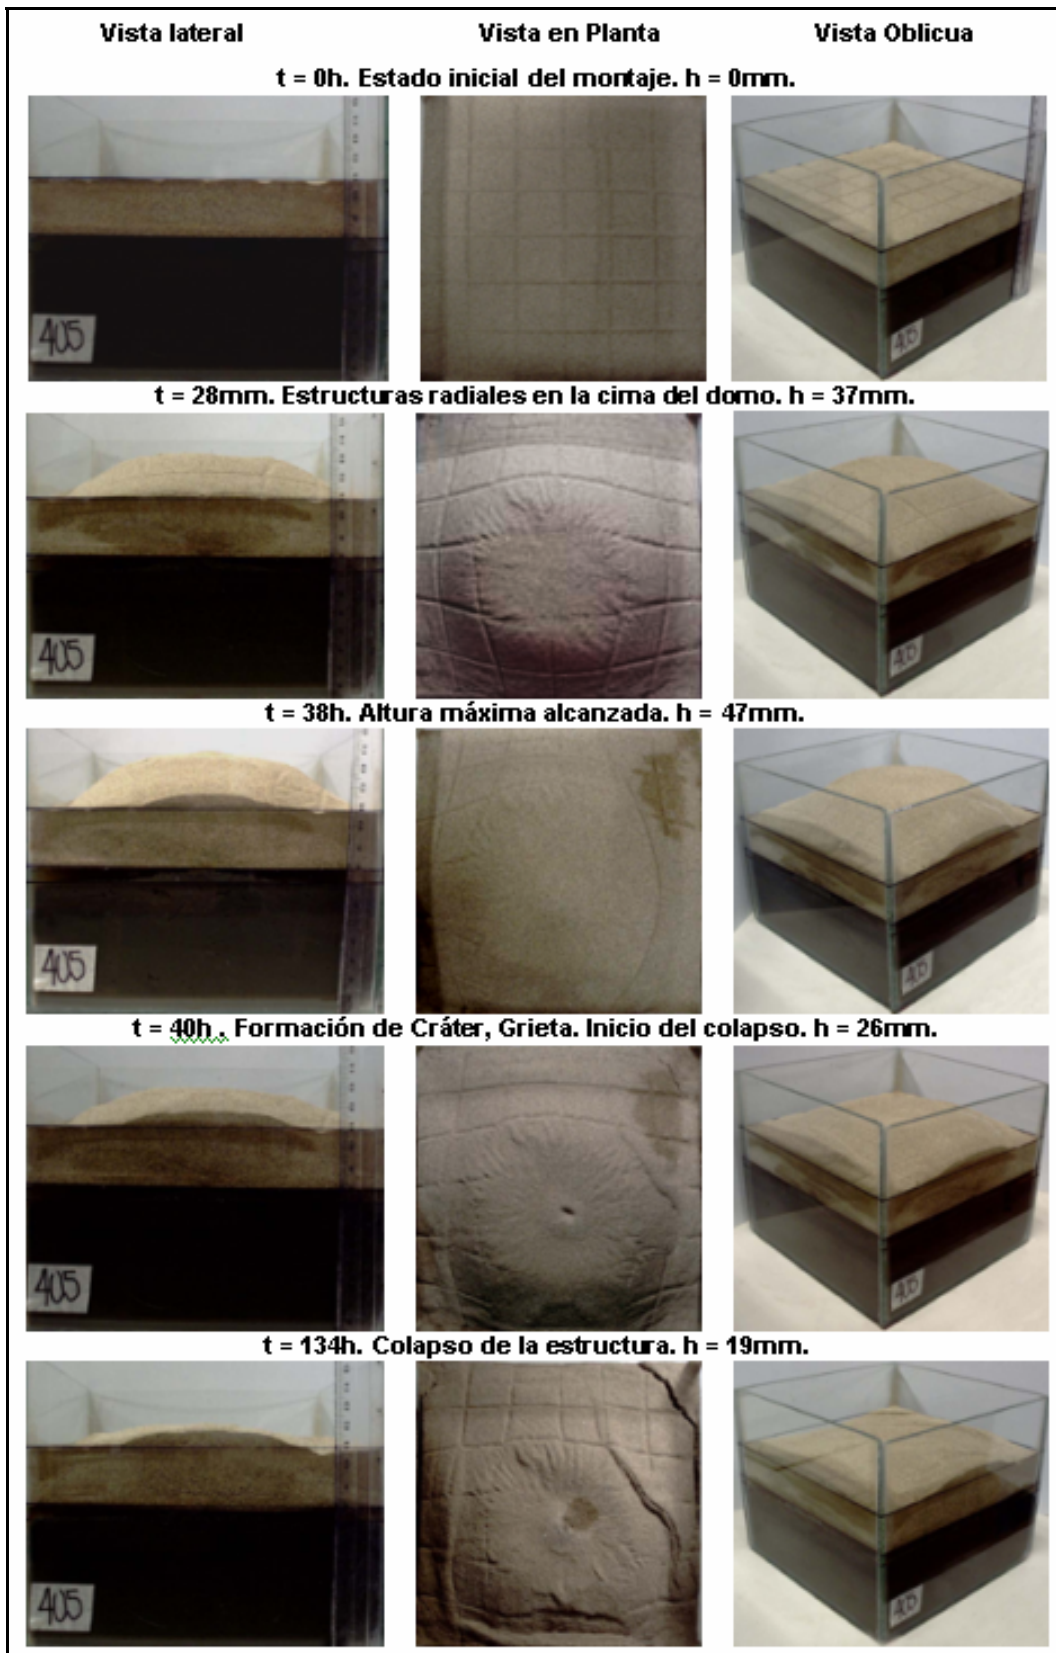 Vista lateral
Vista en Planta
Vista Oblicua
t = 0h. Estado inicial del montaje. h = 0mm.
405
405
t = 28mm. Estructuras radiales en la cima del domo. h = 37mm.
405
405
t = 38h. Altura máxima alcanzada. h = 47mm.
405
405
t = 40h . Formación de Cráter, Grieta. Inicio del colapso. h = 26mm.
405
405
t = 134h. Colapso de la estructura. h = 19mm.
405
405